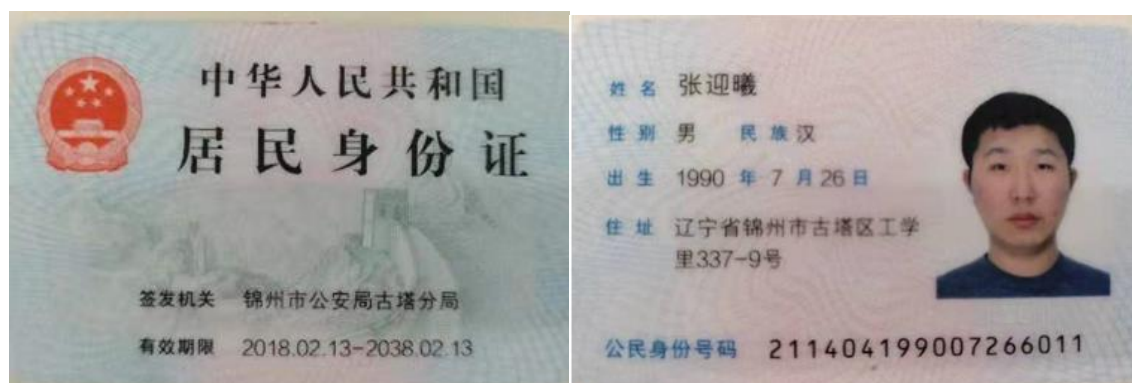 中华人民共和国
居民身份证
签发机关 锦州市公安局古塔分局
有效期限 2018.02.13-2038.02.13
姓名 张迎曦
性别 男 民族 汉
出生 1990 年 7 月 26 日
住址 辽宁省锦州市古塔区工学
里337-9号
公民身份号码 211404199007266011